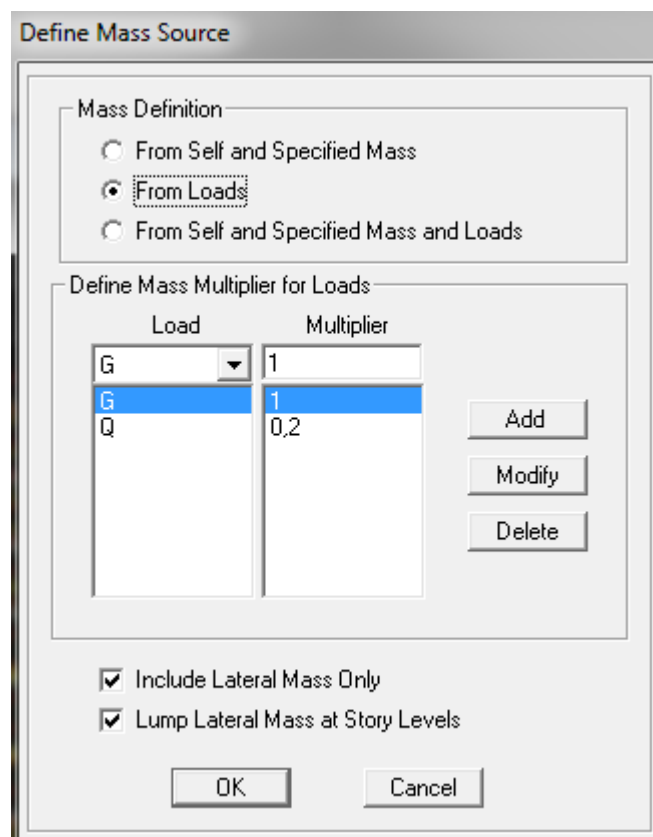 Define Mass Source
Mass Definition
From Self and Specified Mass
From Loads
From Self and Specified Mass and Loads
Define Mass Multiplier for Loads
Load Multiplier
G 1
G 1
Q 0,2
Add
Modify
Delete
Include Lateral Mass Only
Lump Lateral Mass at Story Levels
OK Cancel